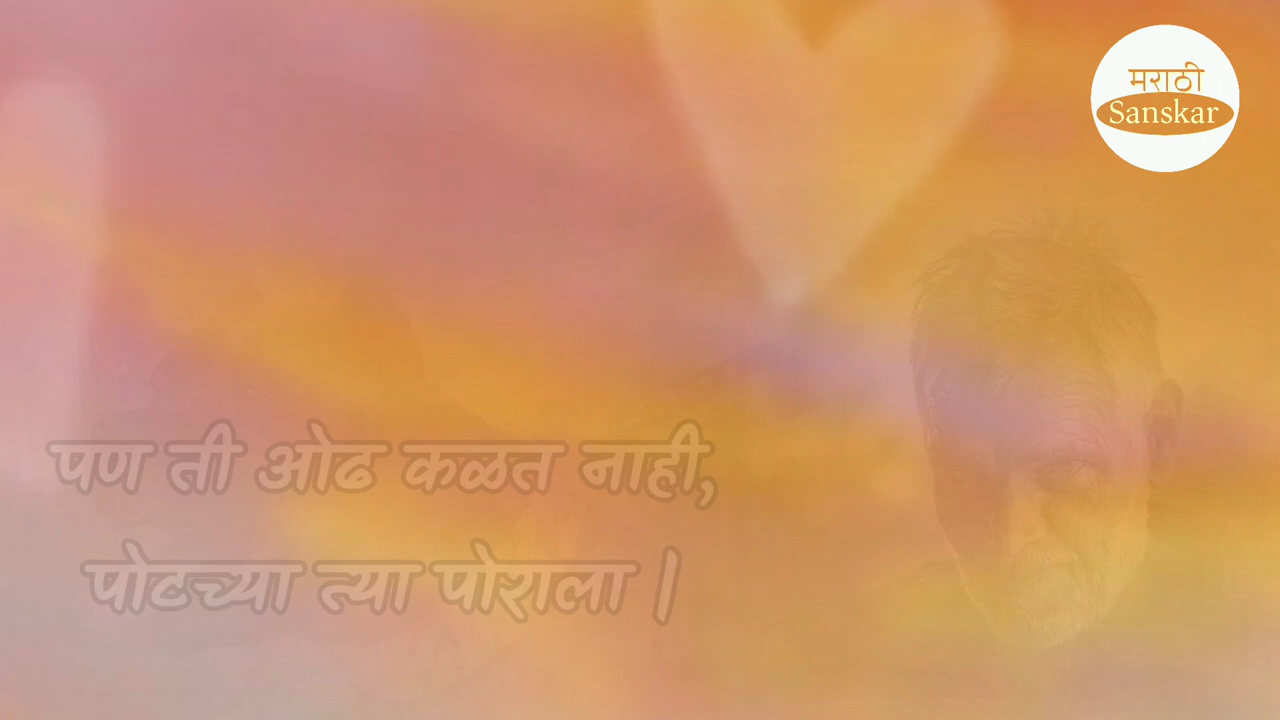 मराठी
Sanskar
पण ती ओढ कळत नाही,
पोटच्या त्या पोराला |